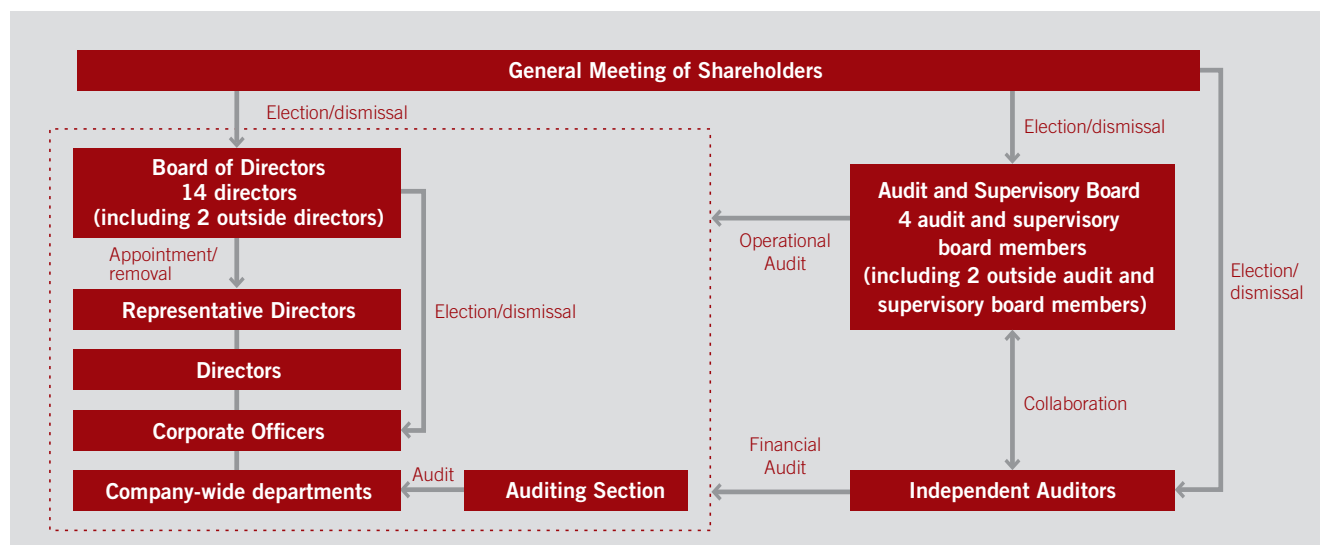 General Meeting of Shareholders
Election/dismissal
Election/dismissal
Board of Directors
14 directors
(including 2 outside directors)
Audit and Supervisory Board
4 audit and supervisory
board members
(including 2 outside audit and
supervisory board members)
Operational
Audit
Appointment/
removal
Election/
dismissal
Representative Directors
Election/dismissal
Directors
Collaboration
Corporate Officers
Financial
Audit
Company-wide departments
Audit
Auditing Section
Independent Auditors